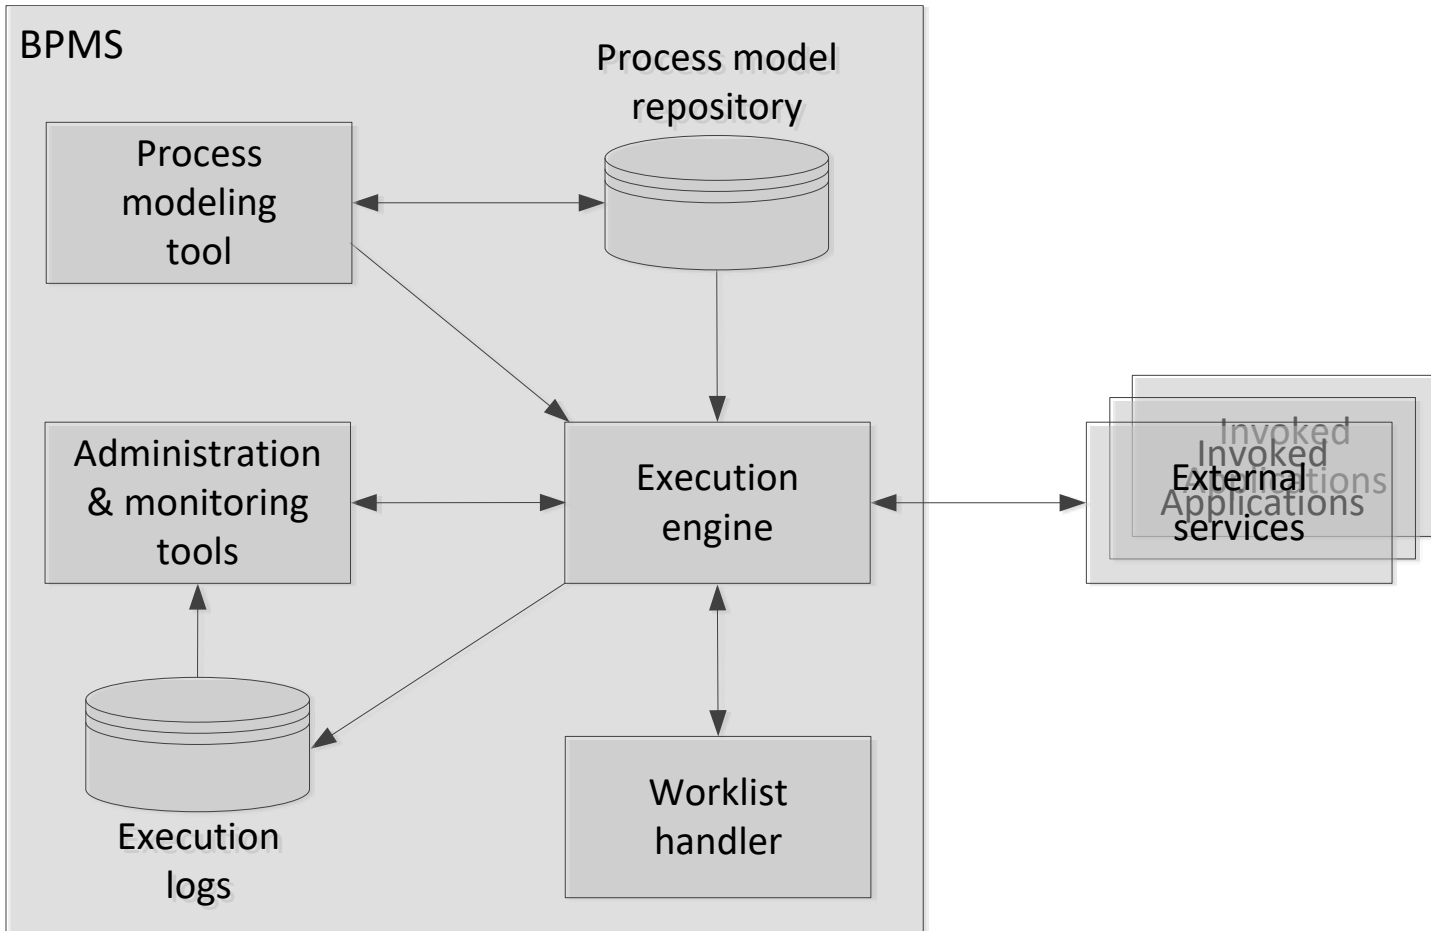 BPMS
Process model
repository
Process
modeling
tool
Administration
& monitoring
tools
Execution
engine
Invoked
Applications
Invoked
Applications
External
services
Worklist
handler
Execution
logs